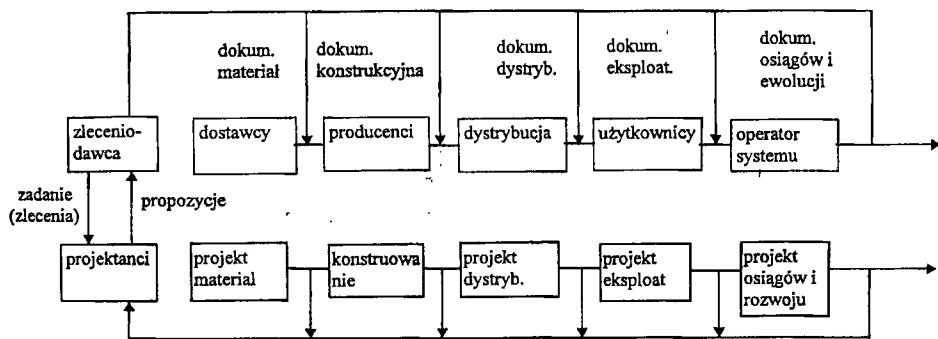 dokum.
materiał
dokum.
konstrukcyjna
dokum.
dystryb.
dokum.
eksploat.
dokum.
osiągów i
ewolucji
zlecenio-
dawca
dostawcy
producenci
dystrybucja
użytkownicy
operator
systemu
zadanie
(zlecenia)
propozycje
projektanci
projekt
materiał
konstruowa
nie
projekt
dystryb.
projekt
eksploat
projekt
osiągów i
rozwoju